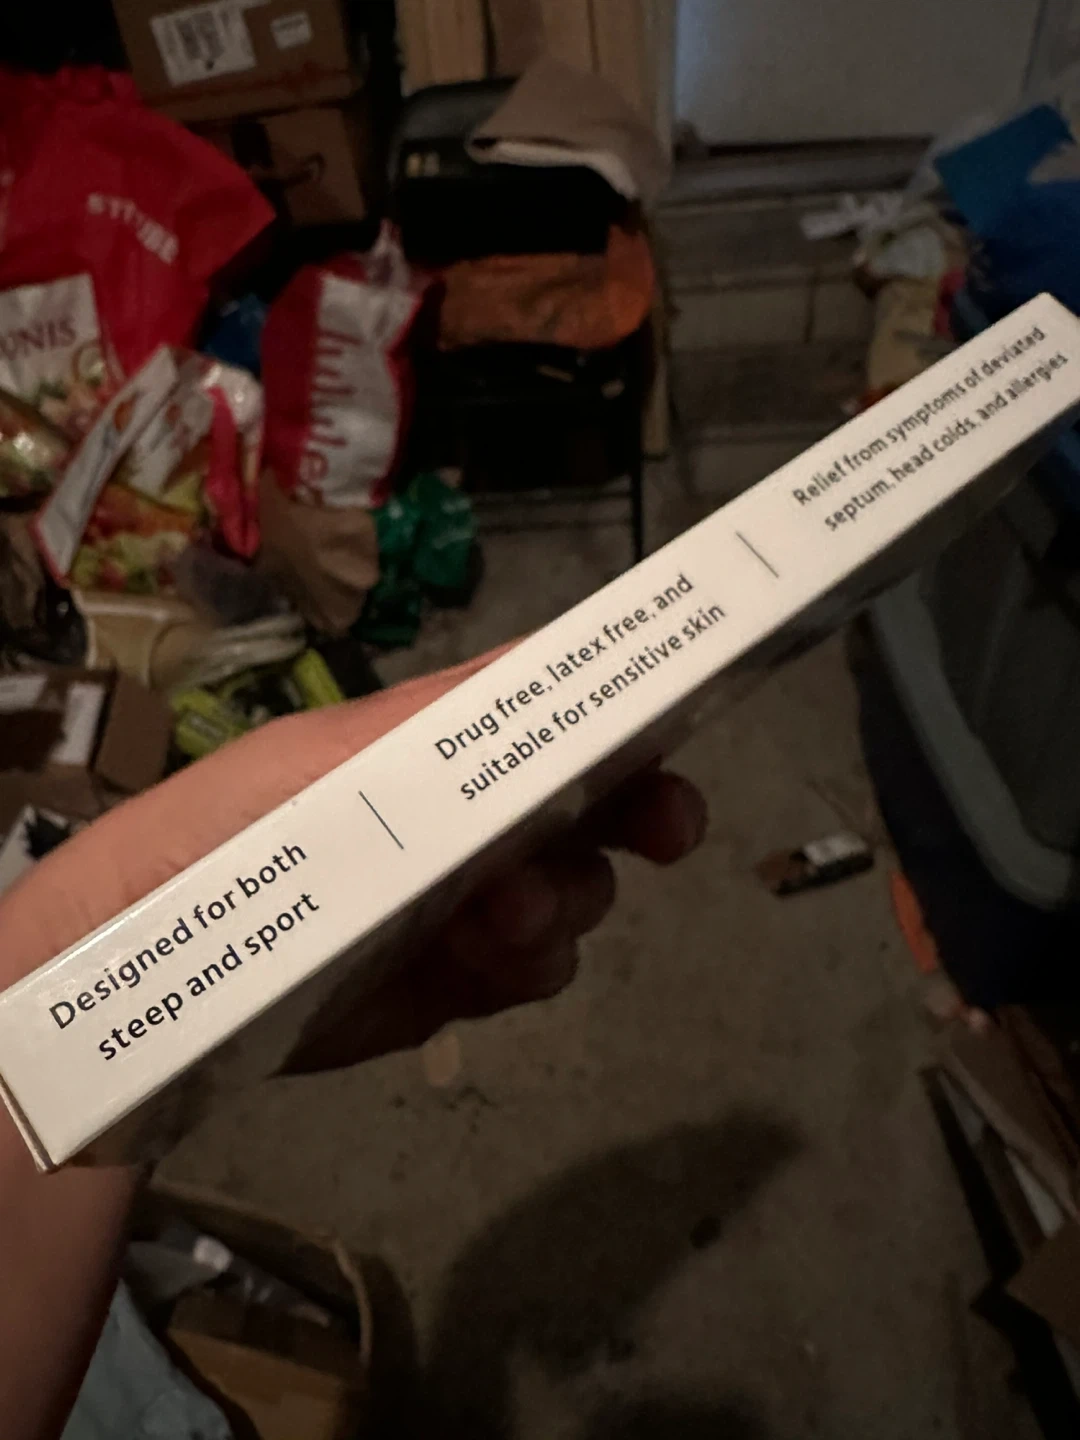 Designed for both
steep and sport
Drug free, latex free, and
suitable for sensitive skin
Relief from symptoms of deviated
septum, head colds, and allergies